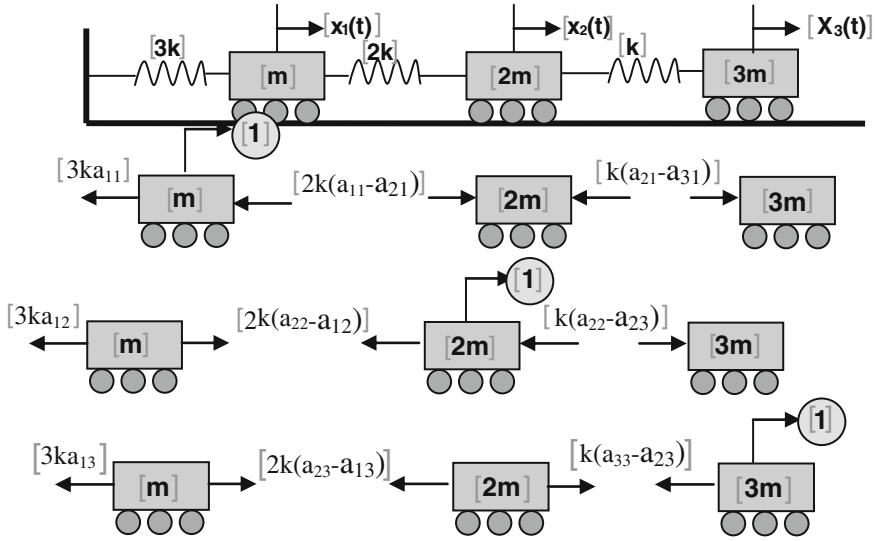 [3k] [x₁(t) [2k] [x₂(t)] [k] [X₃(t)]
[m] [2m] [3m]
[1]
[3ka₁₁] [2k(a₁₁-a₂₁)] [k(a₂₁-a₃₁)]
[m] [2m] [3m]
[1]
[3ka₁₂] [2k(a₂₂-a₁₂)] [k(a₂₂-a₂₃)]
[m] [2m] [3m]
[1]
[3ka₁₃] [2k(a₂₃-a₁₃)] [k(a₃₃-a₂₃)]
[m] [2m] [3m]